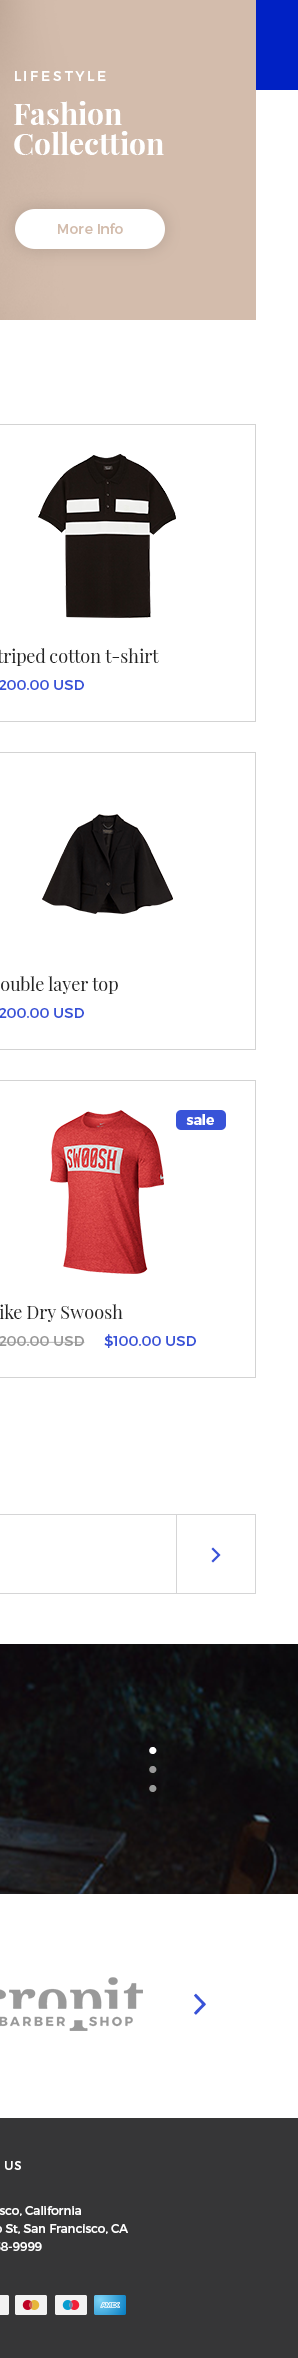 LIFESTYLE
Fashion
Collecttion
More Info
triped cotton t-shirt
200.00 USD
ouble layer top
200.00 USD
sale
SWOOSH
ike Dry Swoosh
200.00 USD $100.00 USD
ronit
BARBER SHOP
US
sco, California
St, San Francisco, CA
8-9999
AMEX